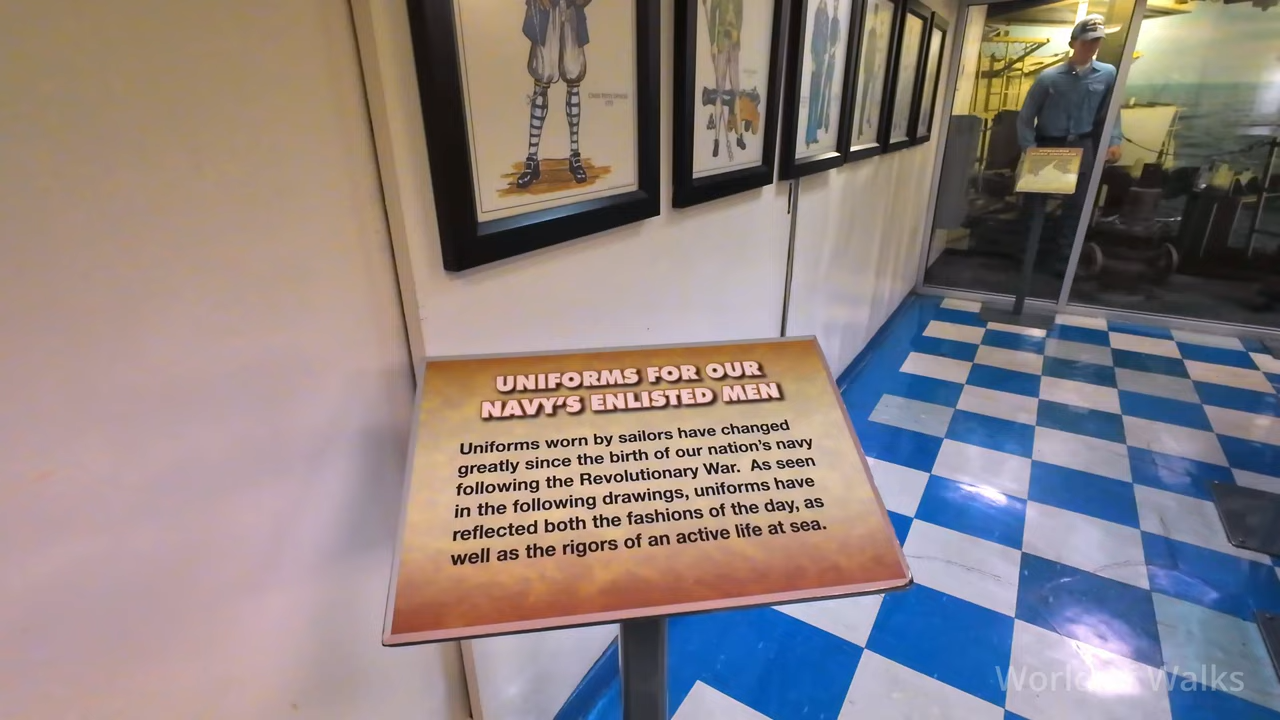 UNIFORMS FOR OUR
NAVY'S ENLISTED MEN
Uniforms worn by sailors have changed
greatly since the birth of our nation's navy
following the Revolutionary War.  As seen
in the following drawings, uniforms have
reflected both the fashions of the day, as
well as the rigors of an active life at sea.
Walks